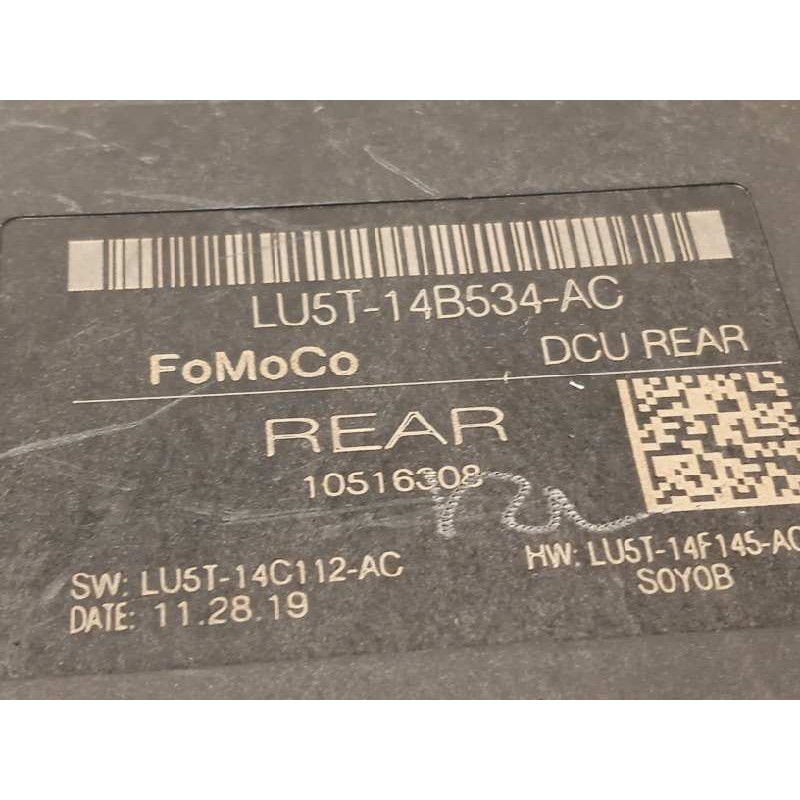 LU5T-14B534-AC
FoMoCo DCU REAR
REAR
10516308
SW: LU5T-14C112-AC HW: LU5T-14F145-AC
DATE: 11.28.19 S0Y0B